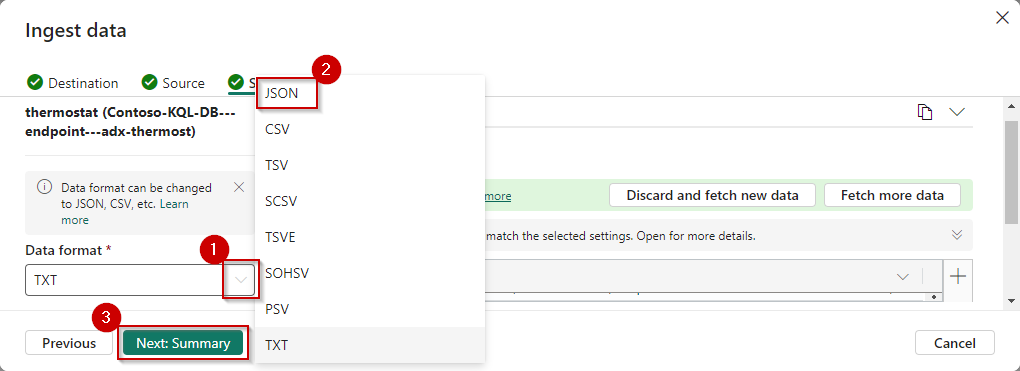 Ingest data
Destination
Source
S
2
thermostat (Contoso-KQL-DB---
endpoint---adx-thermost)
Data format can be changed
to JSON, CSV, etc. Learn
more
more
Discard and fetch new data
Fetch more data
match the selected settings. Open for more details.
1
Data format *
TXT
JSON
CSV
TSV
SCSV
TSVE
SOHSV
PSV
TXT
3
Previous
Next: Summary
Cancel